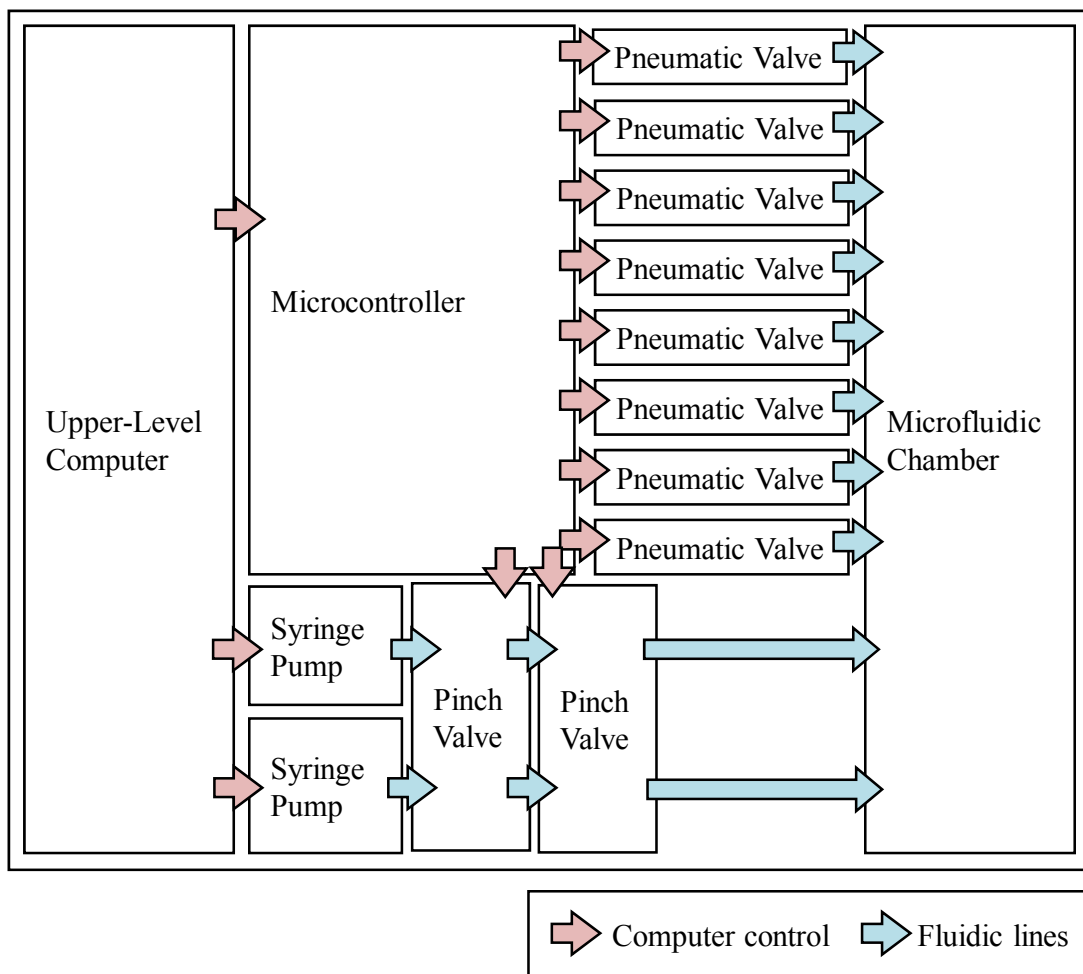 Pneumatic Valve
Pneumatic Valve
Pneumatic Valve
Pneumatic Valve
Pneumatic Valve
Pneumatic Valve
Pneumatic Valve
Pneumatic Valve
Microcontroller
Upper-Level
Computer
Microfluidic
Chamber
Syringe
Pump
Syringe
Pump
Pinch
Valve
Pinch
Valve
Computer control
Fluidic lines